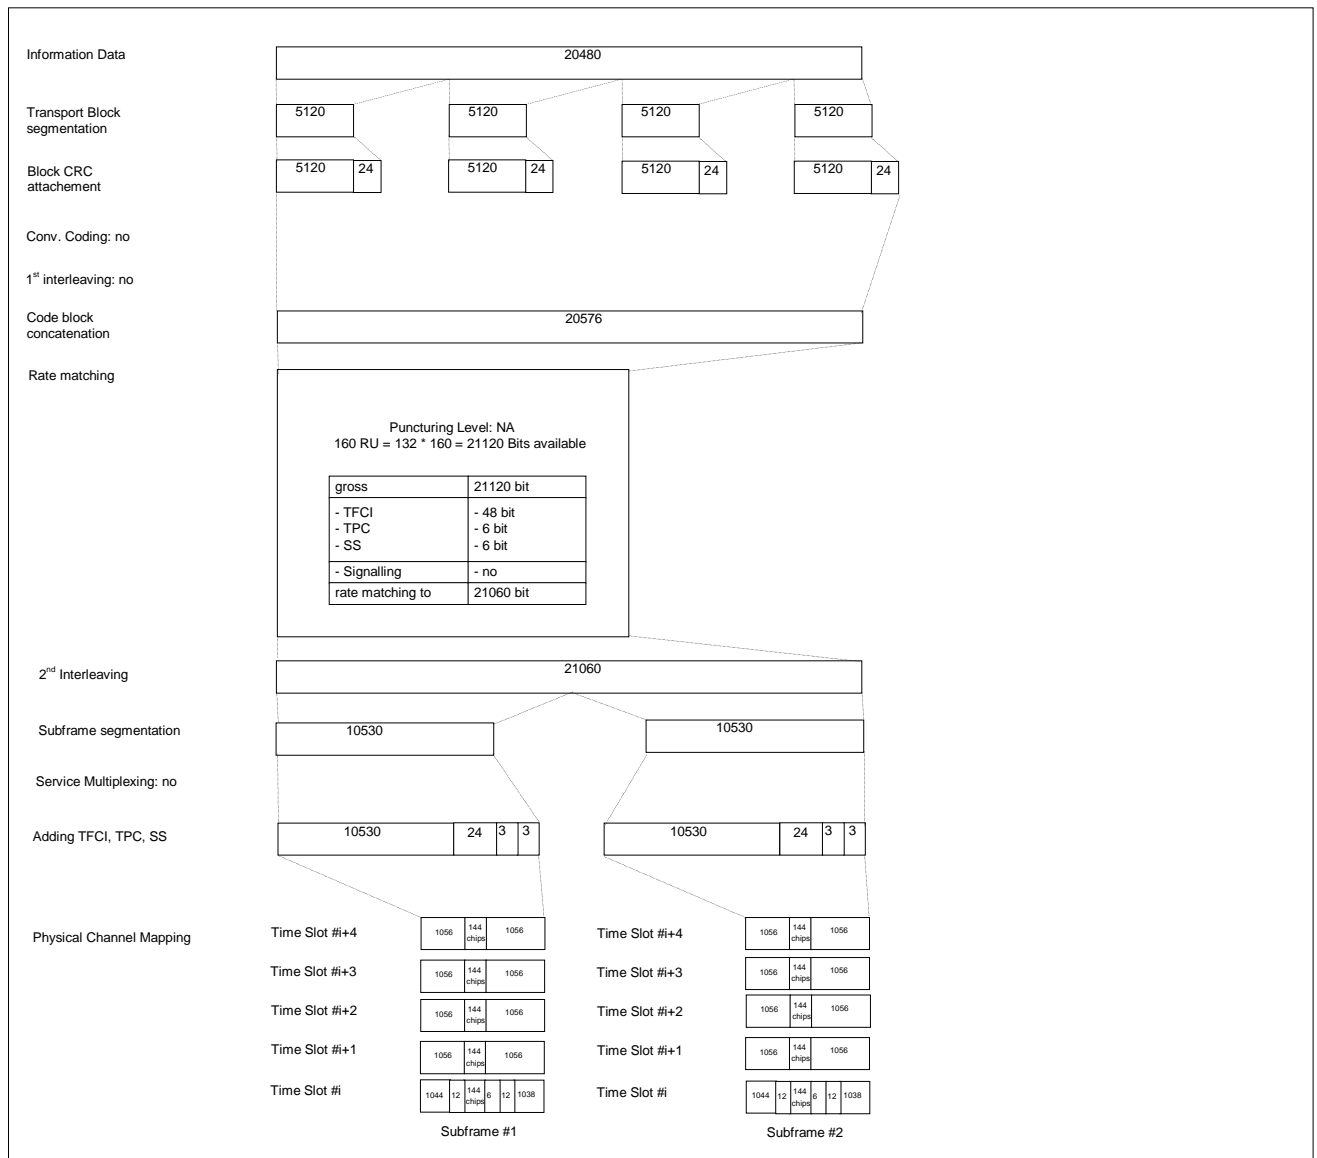 Information Data
20480
Transport Block
segmentation
5120 5120 5120 5120
Block CRC
attachement
5120 24 5120 24 5120 24 5120 24
Conv. Coding: no
1st interleaving: no
Code block
concatenation
20576
Rate matching
Puncturing Level: NA
160 RU = 132 * 160 = 21120 Bits available
gross 21120 bit
- TFCI - 48 bit
- TPC - 6 bit
- SS - 6 bit
- Signalling - no
rate matching to 21060 bit
2nd Interleaving
21060
Subframe segmentation
10530 10530
Service Multiplexing: no
Adding TFCI, TPC, SS
10530 24 3 3 10530 24 3 3
Physical Channel Mapping
Time Slot #i+4 1056 144 chips 1056 Time Slot #i+4 1056 144 chips 1056
Time Slot #i+3 1056 144 chips 1056 Time Slot #i+3 1056 144 chips 1056
Time Slot #i+2 1056 144 chips 1056 Time Slot #i+2 1056 144 chips 1056
Time Slot #i+1 1056 144 chips 1056 Time Slot #i+1 1056 144 chips 1056
Time Slot #i 1044 12 144 chips 6 12 1038 Time Slot #i 1044 12 144 chips 6 12 1038
Subframe #1 Subframe #2